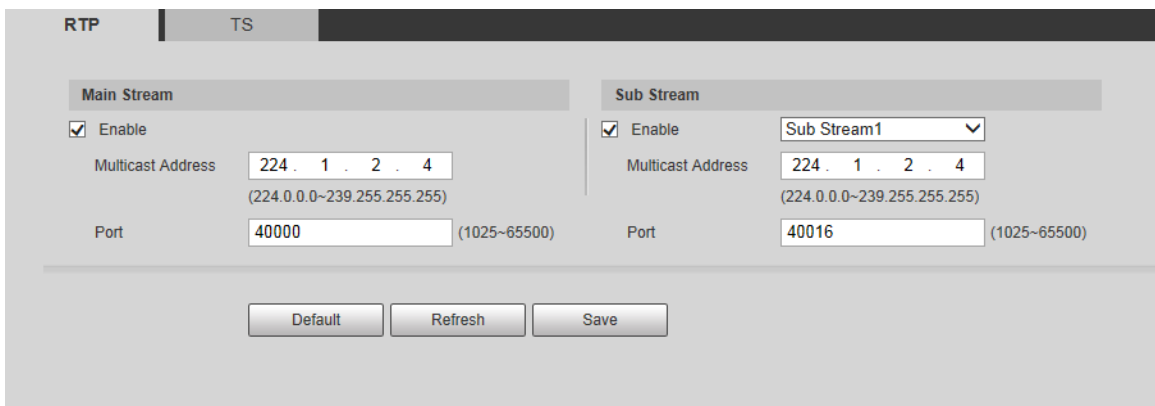 RTP TS
Main Stream
Enable
Multicast Address 224 . 1 . 2 . 4
(224.0.0.0~239.255.255.255)
Port 40000 (1025~65500)
Sub Stream
Enable Sub Stream1
Multicast Address 224 . 1 . 2 . 4
(224.0.0.0~239.255.255.255)
Port 40016 (1025~65500)
Default Refresh Save